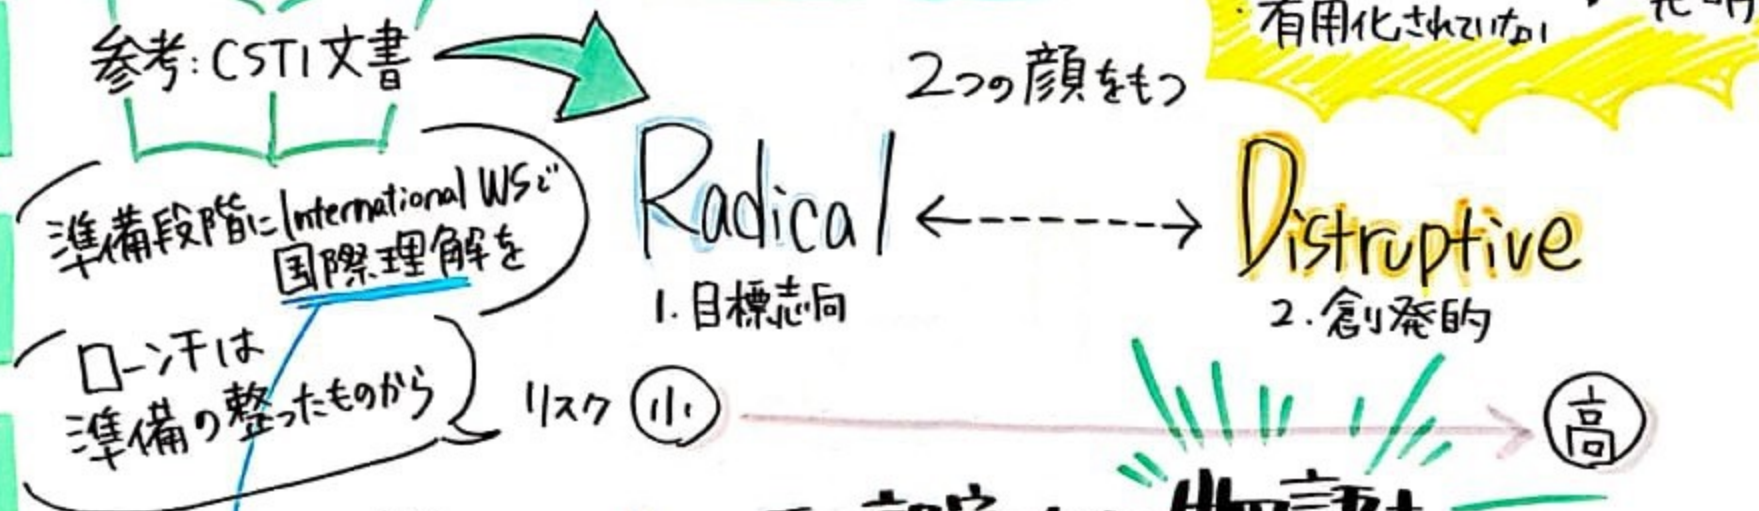 有用化されていない
参考:CSTI文書
2つの顔をもつ
Radical
Distruptive
準備段階にInternational WSで
国際理解を
1.目標志向
2.創発的
ローンチは
準備の整ったものから
リスク 小
高